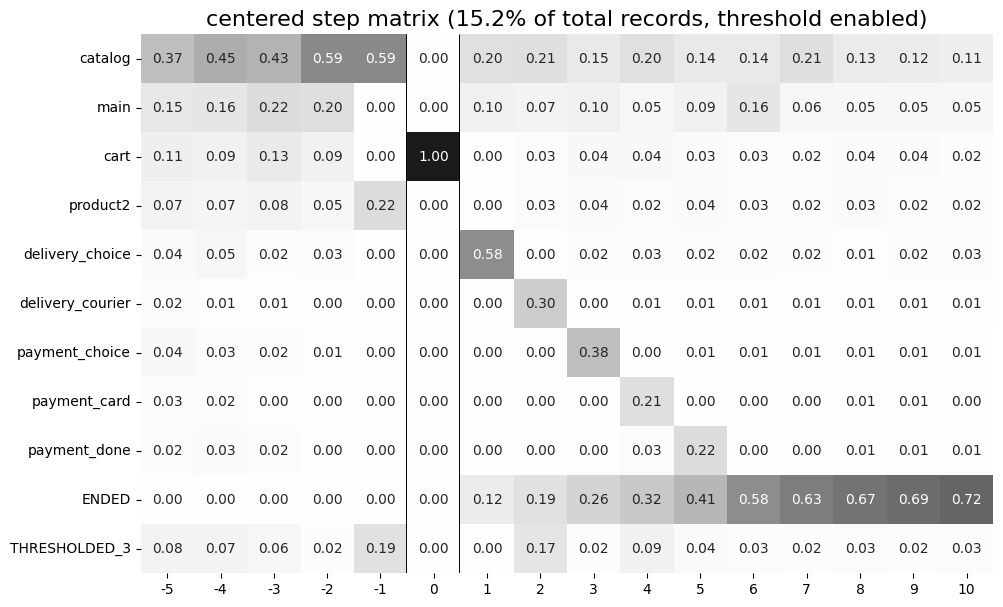 centered step matrix (15.2% of total records, threshold enabled)
catalog 0.37 0.45 0.43 0.59 0.59 0.00 0.20 0.21 0.15 0.20 0.14 0.14 0.21 0.13 0.12 0.11
main 0.15 0.16 0.22 0.20 0.00 0.00 0.10 0.07 0.10 0.05 0.09 0.16 0.06 0.05 0.05 0.05
cart 0.11 0.09 0.13 0.09 0.00 1.00 0.00 0.03 0.04 0.04 0.03 0.03 0.02 0.04 0.04 0.02
product2 0.07 0.07 0.08 0.05 0.22 0.00 0.00 0.03 0.04 0.02 0.04 0.03 0.02 0.03 0.02 0.02
delivery_choice 0.04 0.05 0.02 0.03 0.00 0.00 0.58 0.00 0.02 0.03 0.02 0.02 0.02 0.01 0.02 0.03
delivery_courier 0.02 0.01 0.01 0.00 0.00 0.00 0.00 0.30 0.00 0.01 0.01 0.01 0.01 0.01 0.01 0.01
payment_choice 0.04 0.03 0.02 0.01 0.00 0.00 0.00 0.00 0.38 0.00 0.01 0.01 0.01 0.01 0.01 0.01
payment_card 0.03 0.02 0.00 0.00 0.00 0.00 0.00 0.00 0.00 0.21 0.00 0.00 0.00 0.01 0.01 0.00
payment_done 0.02 0.03 0.02 0.00 0.00 0.00 0.00 0.00 0.00 0.03 0.22 0.00 0.00 0.01 0.01 0.01
ENDED 0.00 0.00 0.00 0.00 0.00 0.00 0.12 0.19 0.26 0.32 0.41 0.58 0.63 0.67 0.69 0.72
THRESHOLDED_3 0.08 0.07 0.06 0.02 0.19 0.00 0.00 0.17 0.02 0.09 0.04 0.03 0.02 0.03 0.02 0.03
-5 -4 -3 -2 -1 0 1 2 3 4 5 6 7 8 9 10